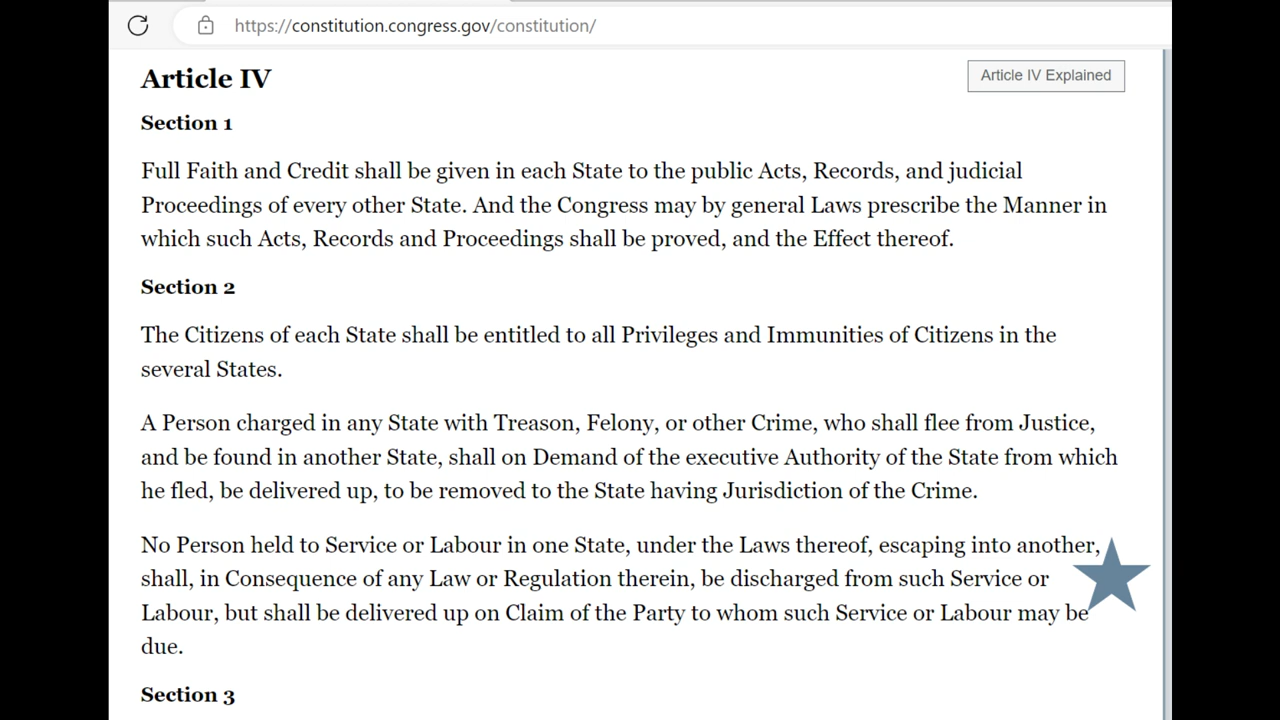 https://constitution.congress.gov/constitution/
Article IV
Article IV Explained
Section 1
Full Faith and Credit shall be given in each State to the public Acts, Records, and judicial
Proceedings of every other State. And the Congress may by general Laws prescribe the Manner in
which such Acts, Records and Proceedings shall be proved, and the Effect thereof.
Section 2
The Citizens of each State shall be entitled to all Privileges and Immunities of Citizens in the
several States.
A Person charged in any State with Treason, Felony, or other Crime, who shall flee from Justice,
and be found in another State, shall on Demand of the executive Authority of the State from which
he fled, be delivered up, to be removed to the State having Jurisdiction of the Crime.
No Person held to Service or Labour in one State, under the Laws thereof, escaping into another,
shall, in Consequence of any Law or Regulation therein, be discharged from such Service or
Labour, but shall be delivered up on Claim of the Party to whom such Service or Labour may be
due.
Section 3